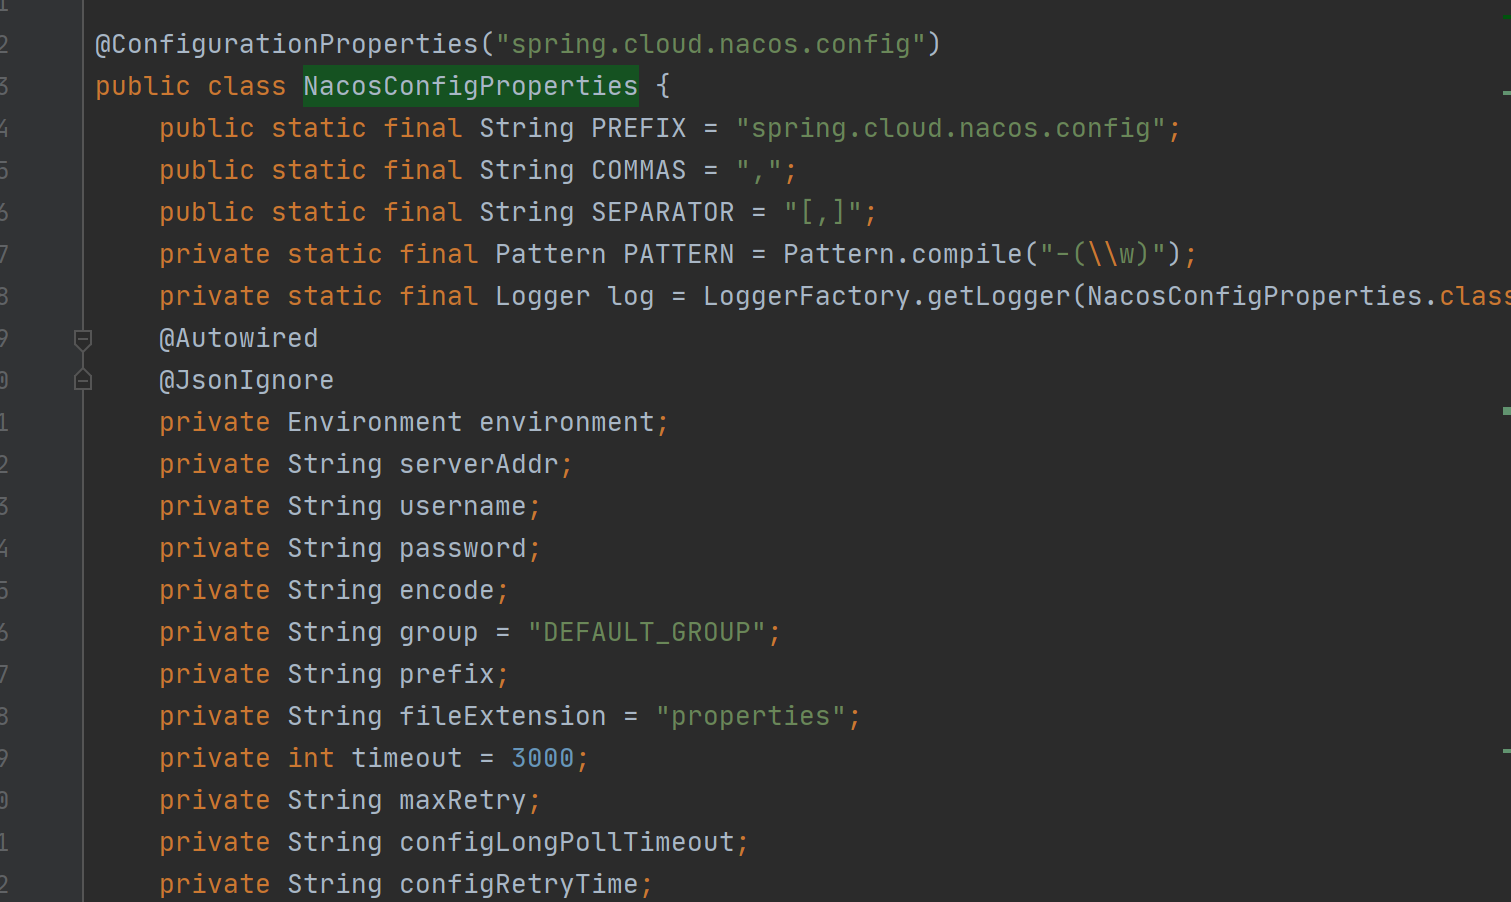 @ConfigurationProperties("spring.cloud.nacos.config")
public class NacosConfigProperties {
public static final String PREFIX = "spring.cloud.nacos.config";
public static final String COMMAS = ",";
public static final String SEPARATOR = "[,]";
private static final Pattern PATTERN = Pattern.compile("-(\\w)");
private static final Logger log = LoggerFactory.getLogger(NacosConfigProperties.class
@Autowired
@JsonIgnore
private Environment environment;
private String serverAddr;
private String username;
private String password;
private String encode;
private String group = "DEFAULT_GROUP";
private String prefix;
private String fileExtension = "properties";
private int timeout = 3000;
private String maxRetry;
private String configLongPollTimeout;
private String configRetryTime;